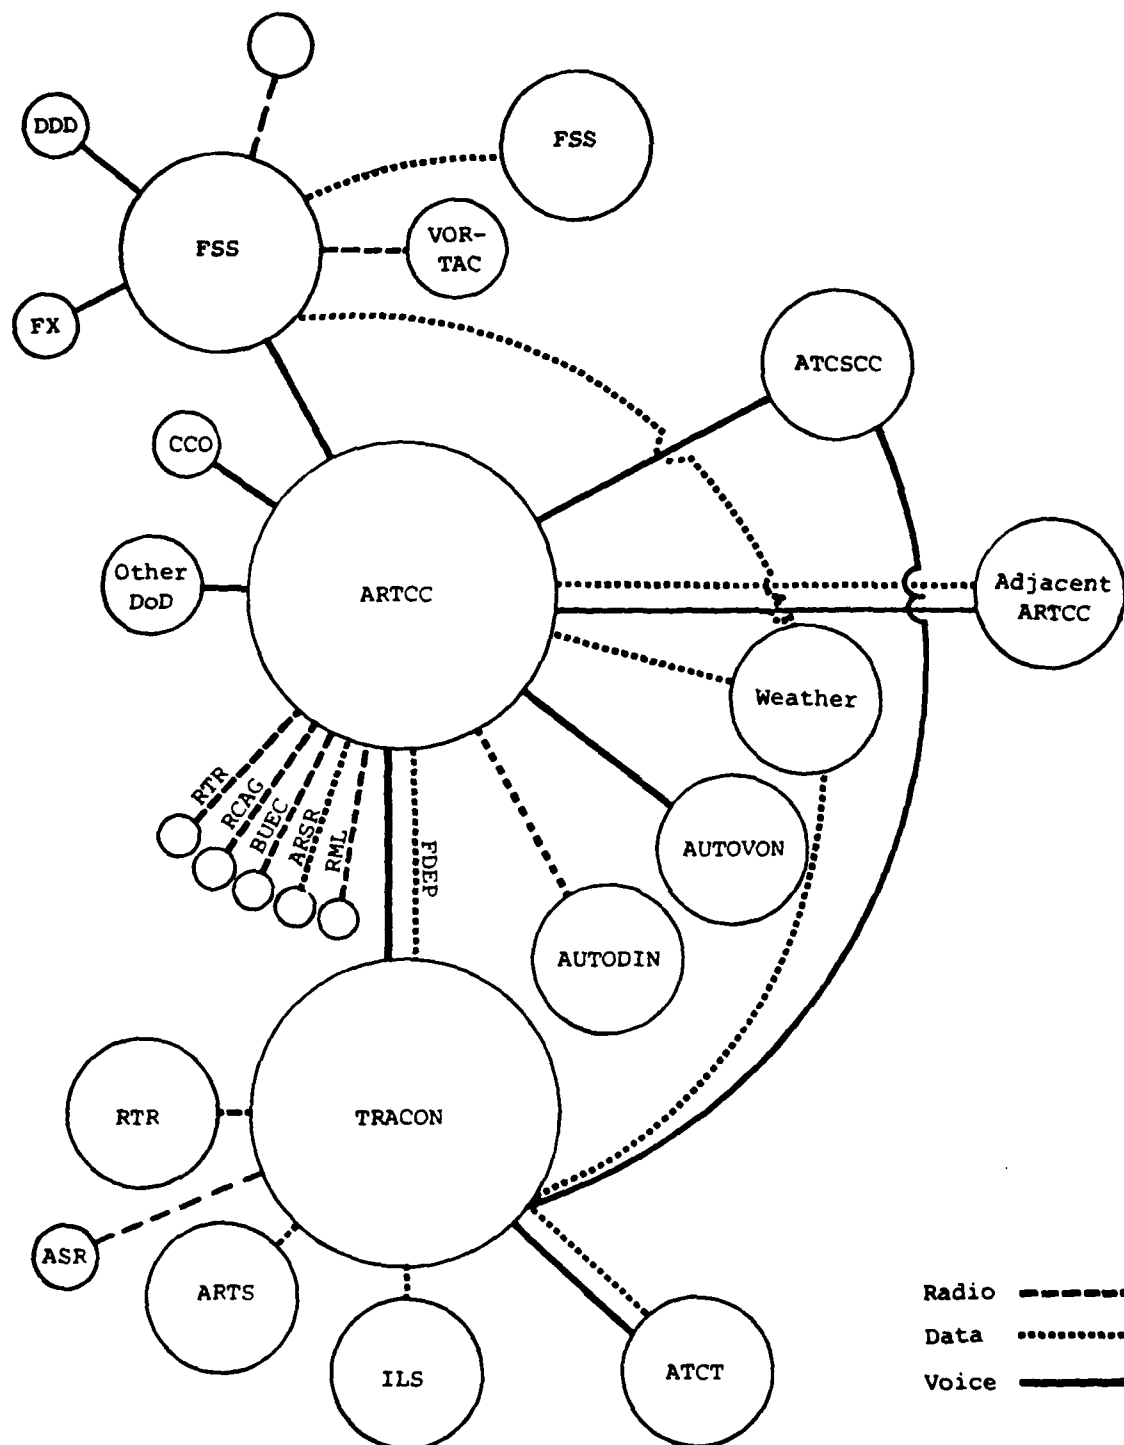 DDD
FSS
FSS
VOR-
TAC
FX
ATCSCC
CCO
Other
DoD
ARTCC
Adjacent
ARTCC
Weather
RTR
RCAG
BUEC
ARSR
RML
FDEP
AUTOVON
AUTODIN
RTR
TRACON
ASR
ARTS
ILS
ATCT
Radio
Data
Voice